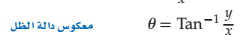 معكوس دالة الظل
θ = Tan⁻¹ y/x